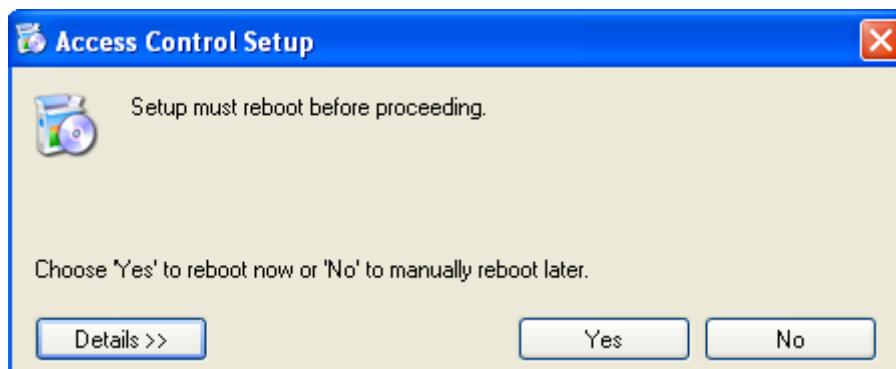 Access Control Setup
Setup must reboot before proceeding.
Choose 'Yes' to reboot now or 'No' to manually reboot later.
Details >> Yes No